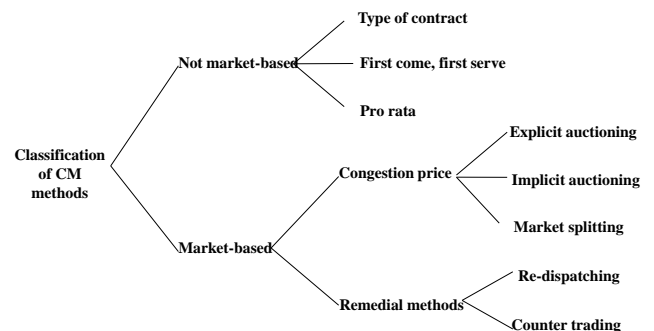 Type of contract
Not market-based
First come, first serve
Pro rata
Classification
of CM
methods
Explicit auctioning
Congestion price
Implicit auctioning
Market splitting
Market-based
Re-dispatching
Remedial methods
Counter trading